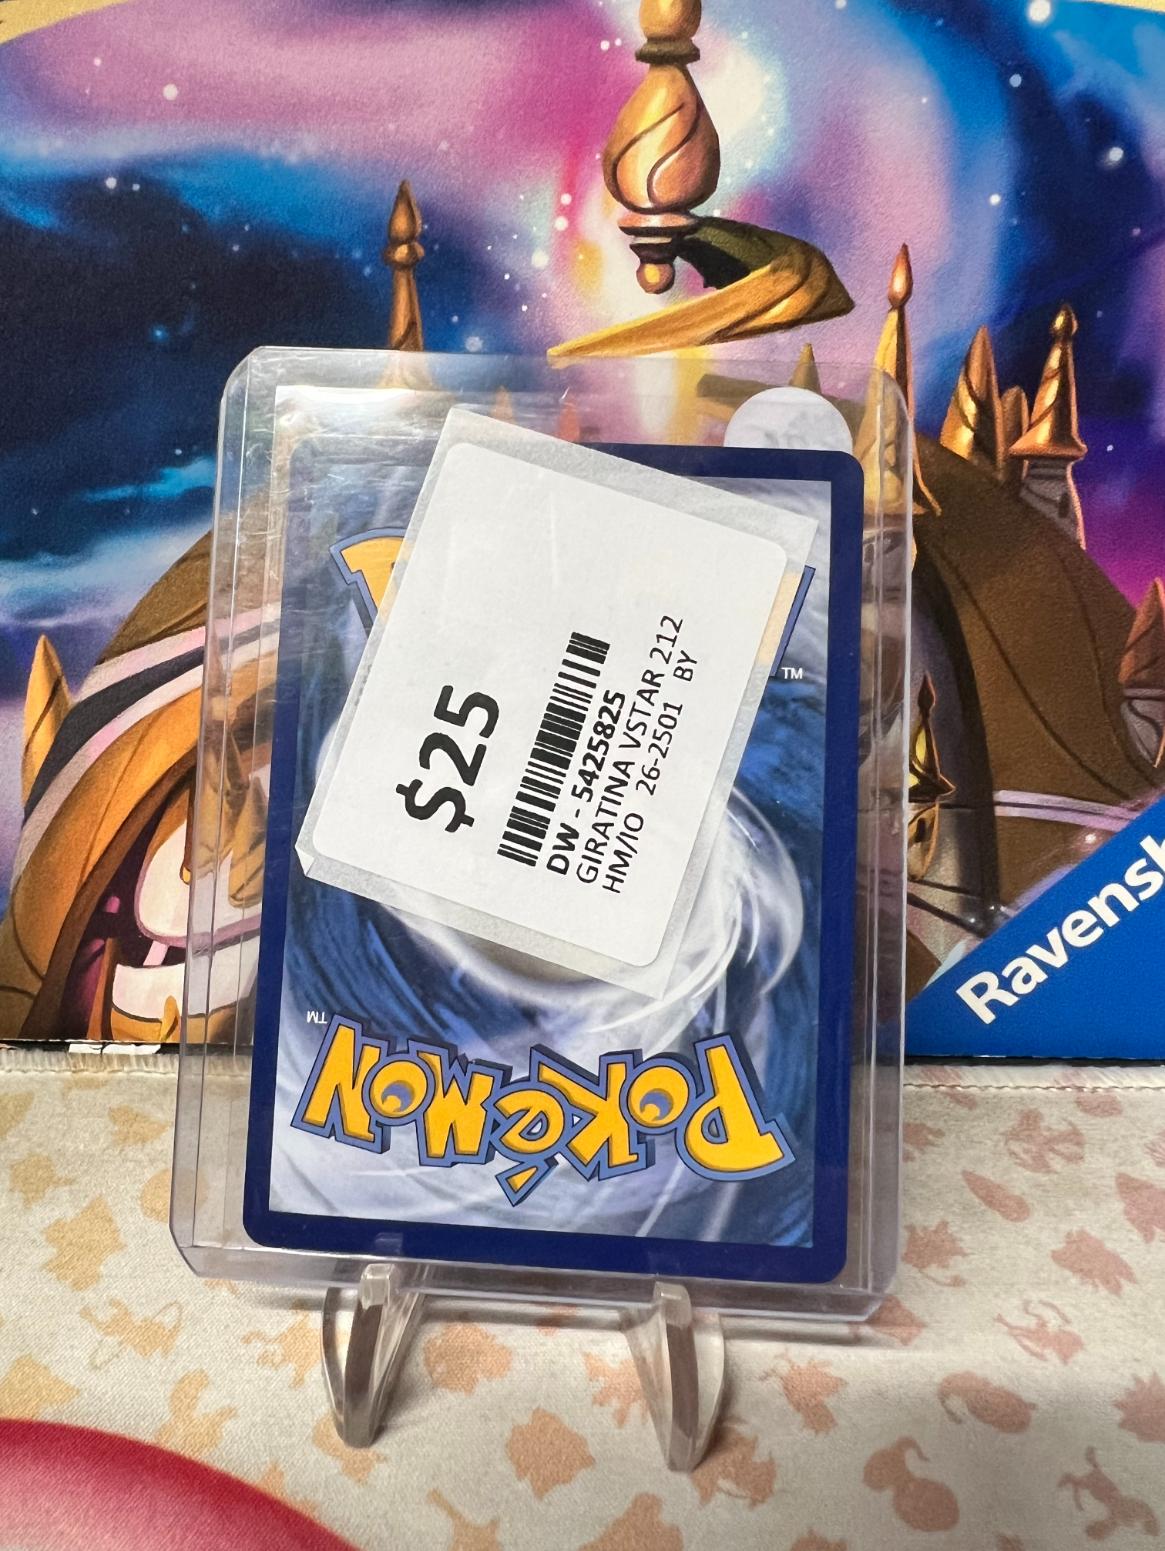 $25
DW - 5425825
GIRATINA VSTAR 212
HM/IO 26-2501 BY
TM
TM
POKéMON
Ravensb